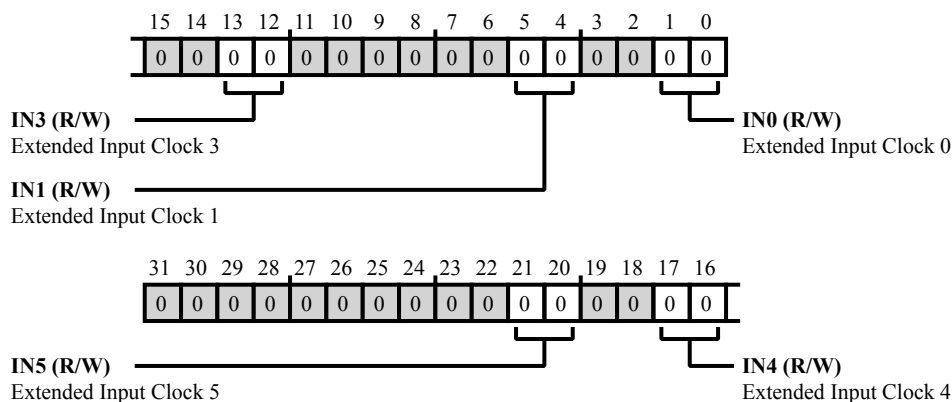 15 14 13 12 11 10 9 8 7 6 5 4 3 2 1 0
0 0 0 0 0 0 0 0 0 0 0 0 0 0 0 0
IN3 (R/W)
Extended Input Clock 3
IN0 (R/W)
Extended Input Clock 0
IN1 (R/W)
Extended Input Clock 1
31 30 29 28 27 26 25 24 23 22 21 20 19 18 17 16
0 0 0 0 0 0 0 0 0 0 0 0 0 0 0 0
IN5 (R/W)
Extended Input Clock 5
IN4 (R/W)
Extended Input Clock 4